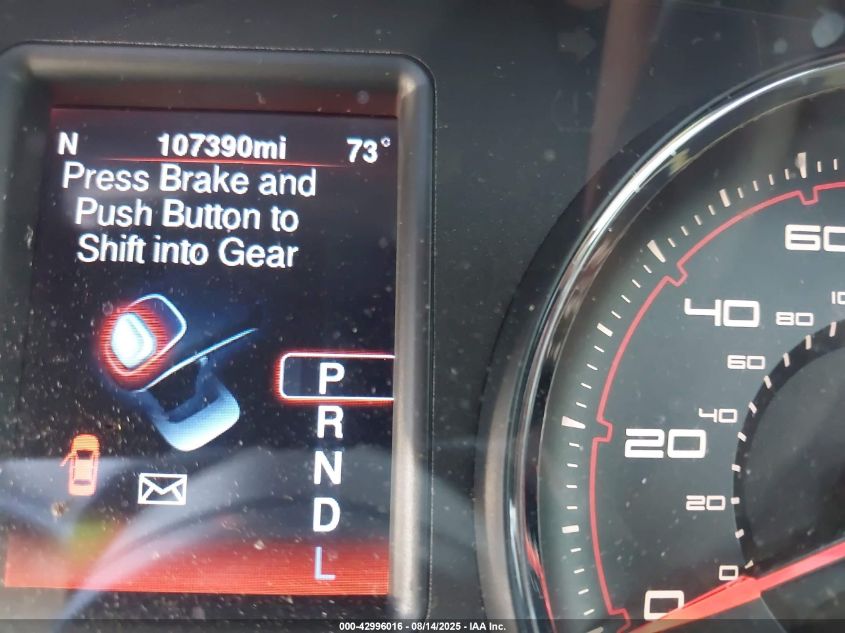 N 107390mi 73°
Press Brake and
Push Button to
Shift into Gear
P
R
N
D
L
60
40
20
0
80
60
40
20
0
000-42996016 - 08/14/2025 - IAA Inc.